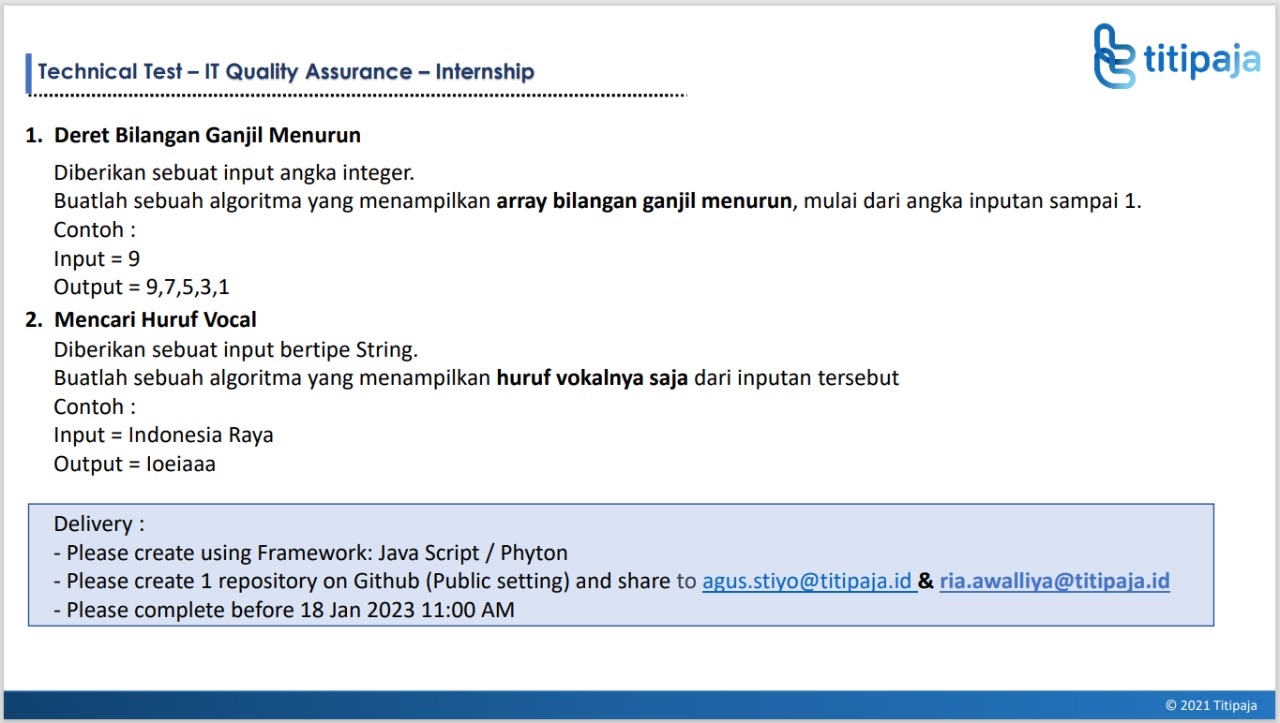 Technical Test – IT Quality Assurance – Internship
titipaja
1. Deret Bilangan Ganjil Menurun
Diberikan sebuat input angka integer.
Buatlah sebuah algoritma yang menampilkan array bilangan ganjil menurun, mulai dari angka inputan sampai 1.
Contoh :
Input = 9
Output = 9,7,5,3,1
2. Mencari Huruf Vocal
Diberikan sebuat input bertipe String.
Buatlah sebuah algoritma yang menampilkan huruf vokalnya saja dari inputan tersebut
Contoh :
Input = Indonesia Raya
Output = Ioeiaaa
Delivery :
- Please create using Framework: Java Script / Phyton
- Please create 1 repository on Github (Public setting) and share to agus.stiyo@titipaja.id & ria.awalliya@titipaja.id
- Please complete before 18 Jan 2023 11:00 AM
© 2021 Titipaja